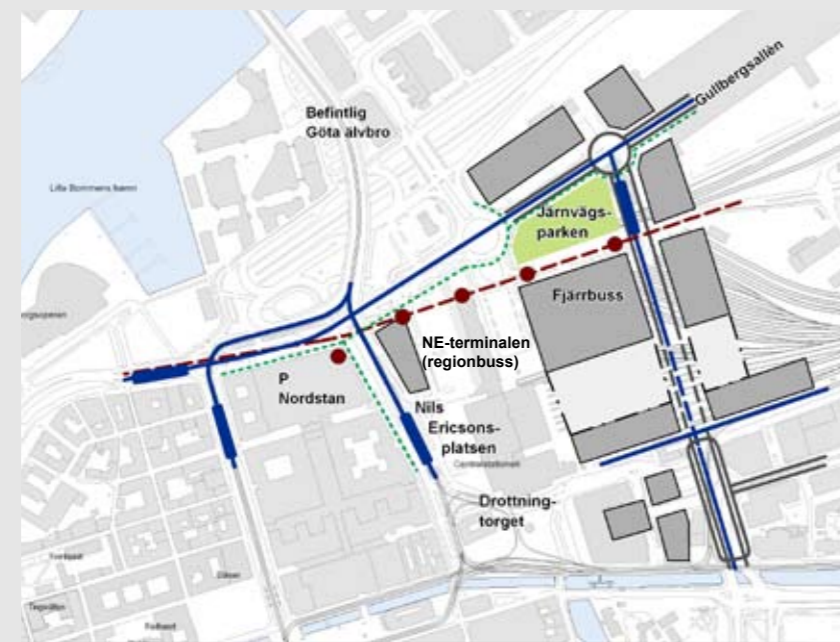 Gullbergsallén
Befintlig
Göta älvbro
Lilla Bommens hamn
Järnvägs-
parken
Fjärrbuss
NE-terminalen
(regionbuss)
P
Nordstan
Nils
Ericsons-
platsen
Centralstationen
Drottning-
torget